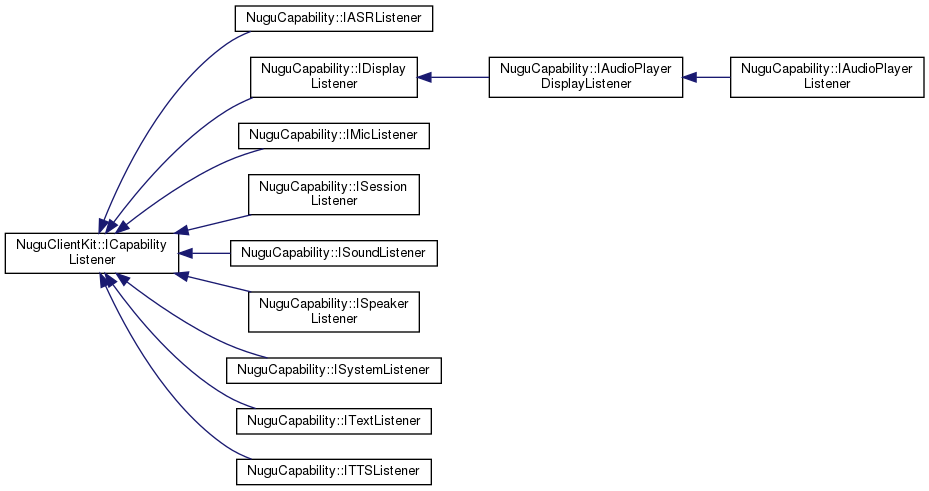 NuguCapability::IASRListener
NuguCapability::IDisplay
Listener
NuguCapability::IAudioPlayer
DisplayListener
NuguCapability::IAudioPlayer
Listener
NuguCapability::IMicListener
NuguCapability::ISession
Listener
NuguClientKit::ICapability
Listener
NuguCapability::ISoundListener
NuguCapability::ISpeaker
Listener
NuguCapability::ISystemListener
NuguCapability::ITextListener
NuguCapability::ITTSListener